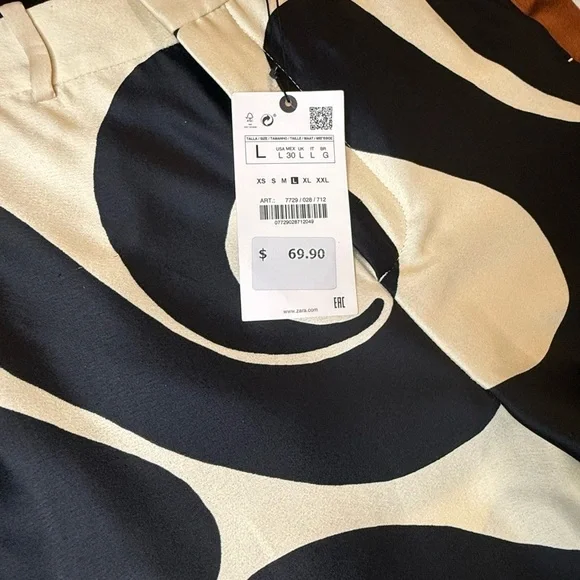 TALLA / SIZE / TAMANHO / TAILLE / MAAT / ΜΕΓΕΘΟΣ
L
USA MEX UK IT BR
L 30 L L G
XS S M L XL XXL
ART.: 7729 / 028 / 712
07729028712049
$ 69.90
www.zara.com
EAC